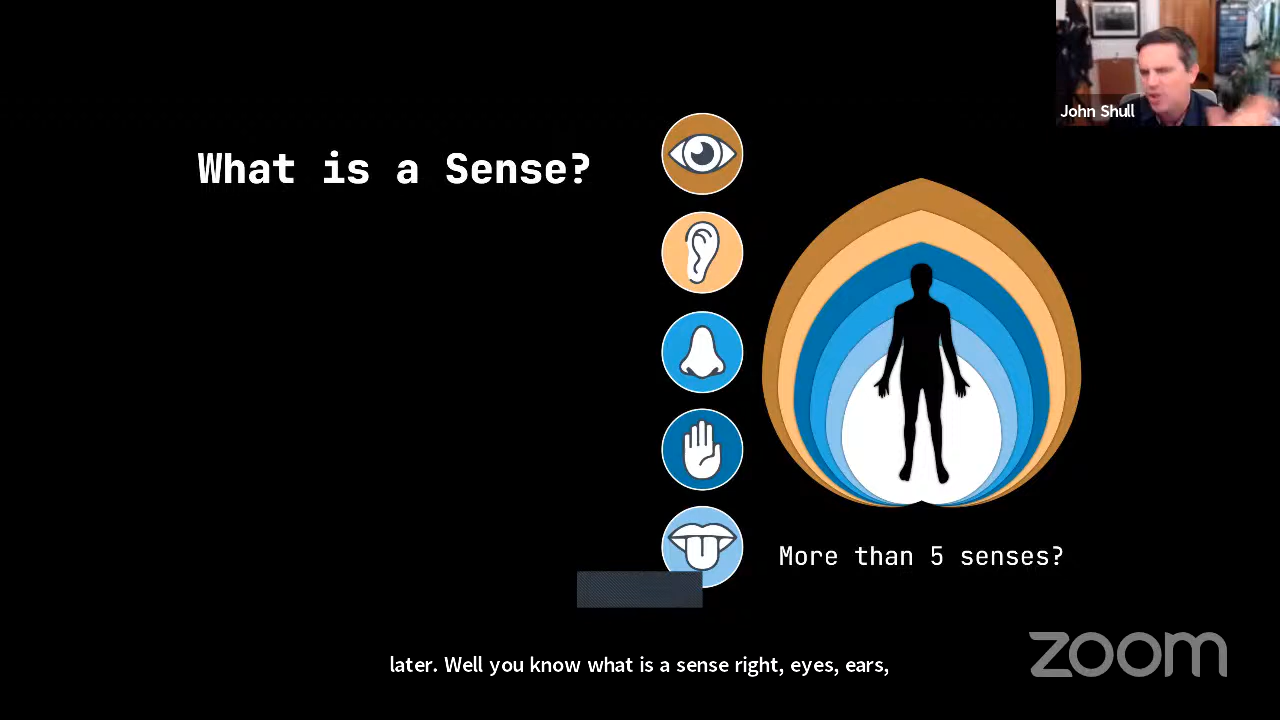 John Shull
What is a Sense?
More than 5 senses?
zoom
later. Well you know what is a sense right, eyes, ears,